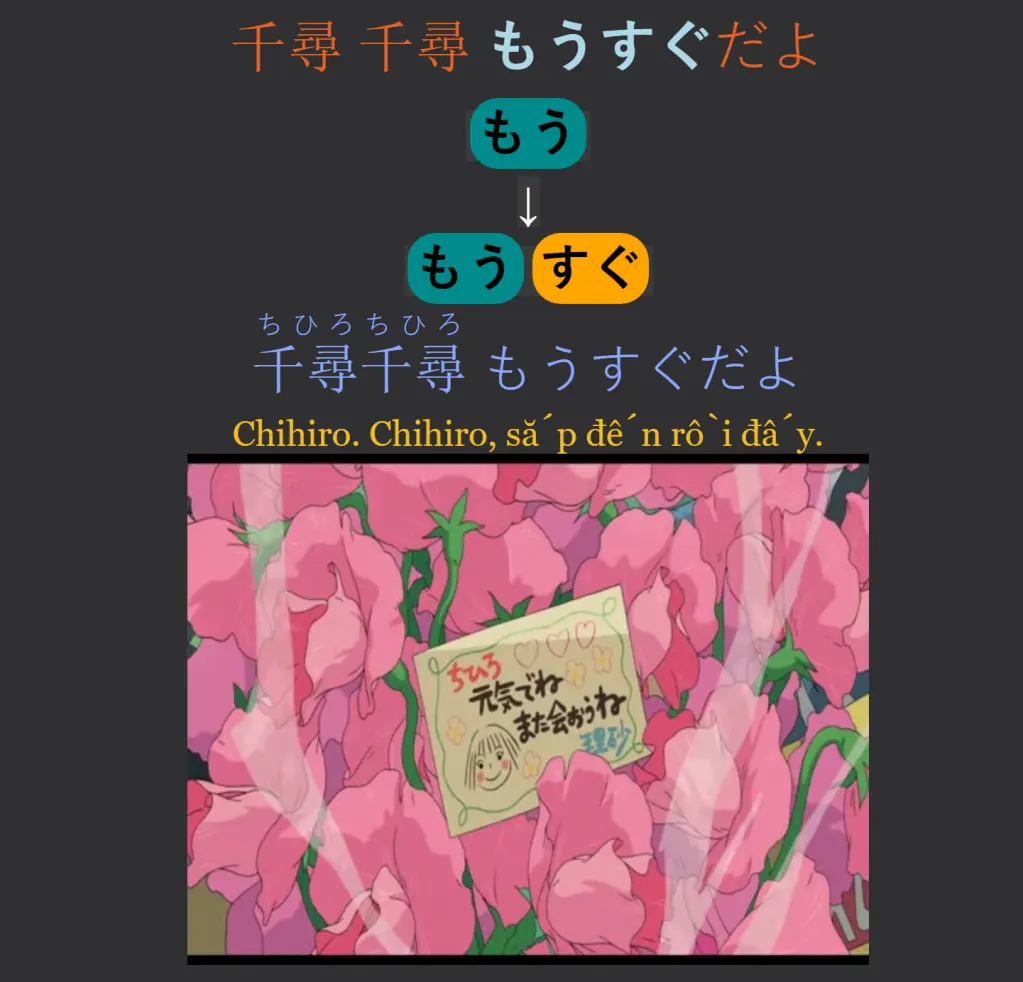 千尋 千尋 もうすぐだよ
もう
↓
もう すぐ
ちひろちひろ
千尋千尋 もうすぐだよ
Chihiro. Chihiro, sắp đến rồi đấy.
ちひろ
元気でね
また会おうね
理砂